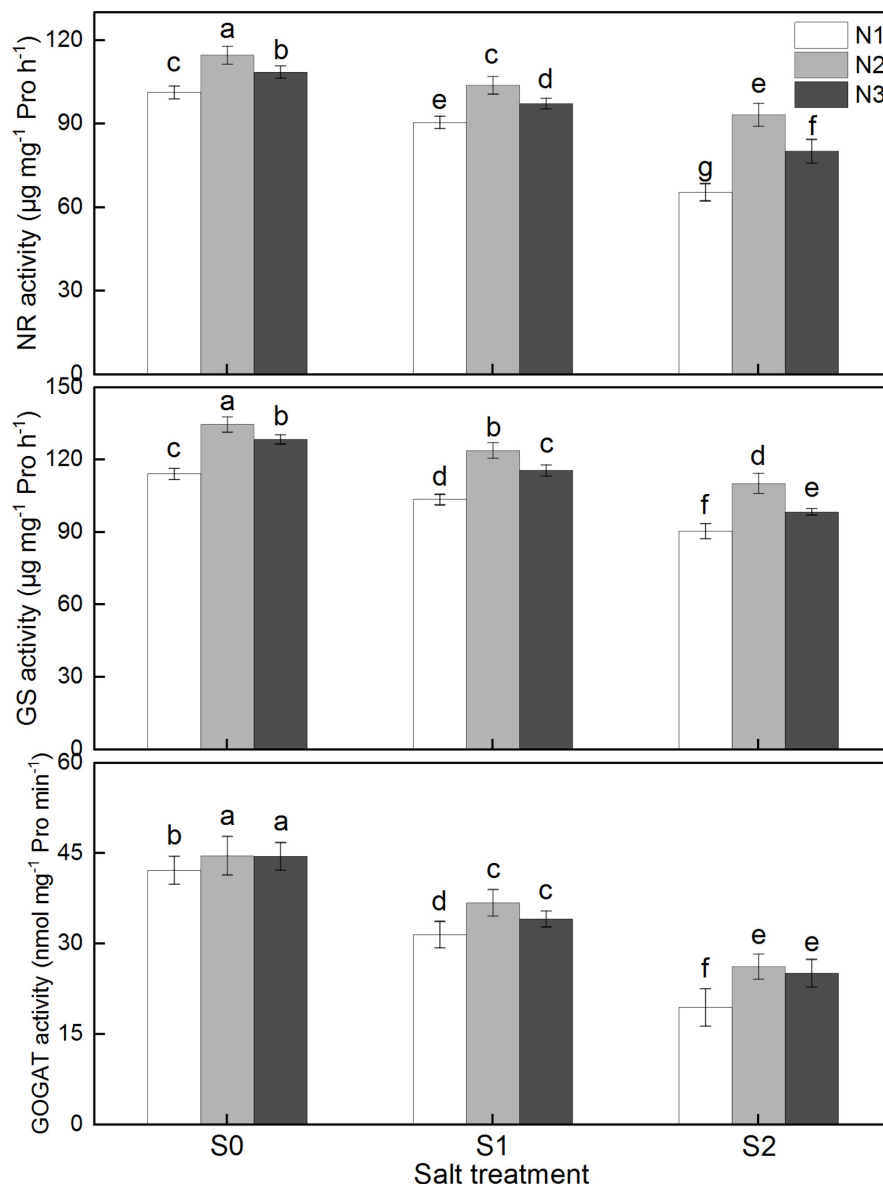 NR activity (µg mg⁻¹ Pro h⁻¹)
120
90
60
30
0
c
a
b
e
c
d
g
e
f
N1
N2
N3
GS activity (µg mg⁻¹ Pro h⁻¹)
150
120
90
60
30
0
c
a
b
d
b
c
f
d
e
GOGAT activity (nmol mg⁻¹ Pro min⁻¹)
60
45
30
15
0
b
a
a
d
c
c
f
e
e
S0
S1
S2
Salt treatment